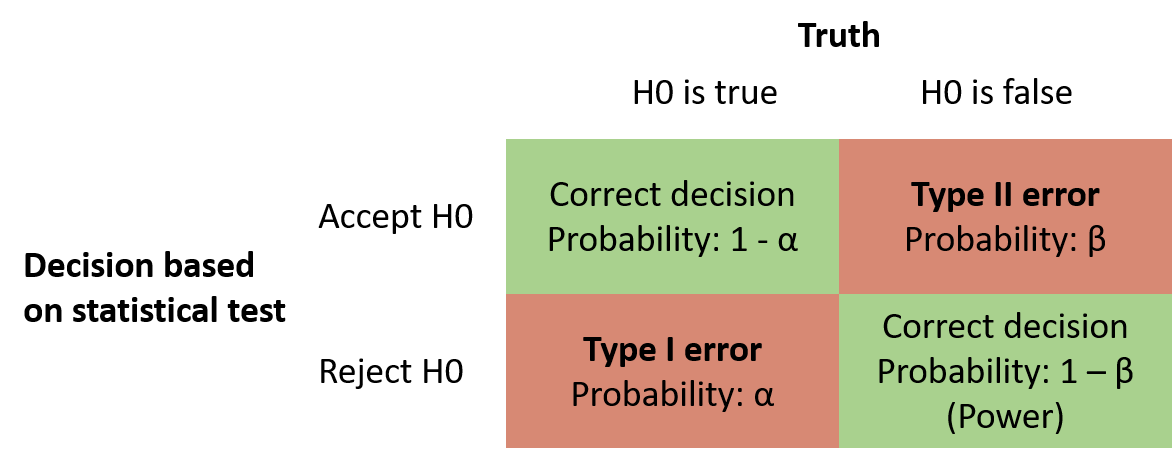 Truth
H0 is true
H0 is false
Accept H0
Correct decision
Probability: 1 - α
Type II error
Probability: β
Decision based
on statistical test
Reject H0
Type I error
Probability: α
Correct decision
Probability: 1 – β
(Power)